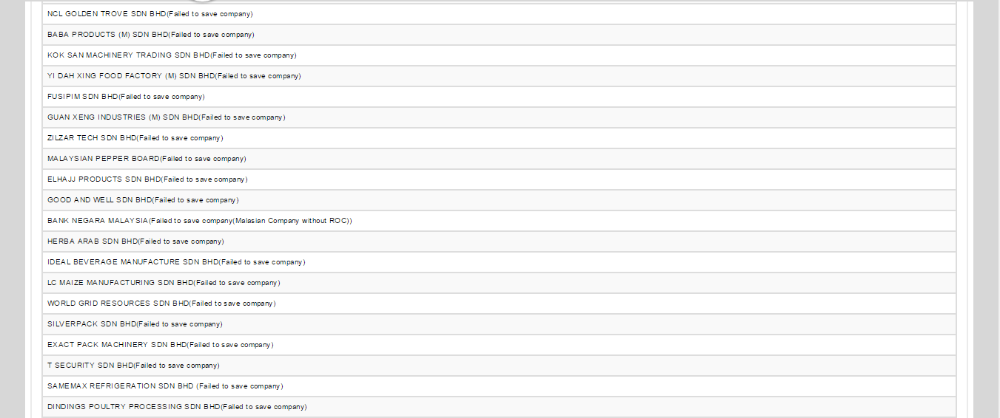 NCL GOLDEN TROVE SDN BHD(Failed to save company)
BABA PRODUCTS (M) SDN BHD(Failed to save company)
KOK SAN MACHINERY TRADING SDN BHD(Failed to save company)
YI DAH XING FOOD FACTORY (M) SDN BHD(Failed to save company)
FUSIPIM SDN BHD(Failed to save company)
GUAN XENG INDUSTRIES (M) SDN BHD(Failed to save company)
ZILZAR TECH SDN BHD(Failed to save company)
MALAYSIAN PEPPER BOARD(Failed to save company)
ELHAJJ PRODUCTS SDN BHD(Failed to save company)
GOOD AND WELL SDN BHD(Failed to save company)
BANK NEGARA MALAYSIA(Failed to save company(Malasian Company without ROC))
HERBA ARAB SDN BHD(Failed to save company)
IDEAL BEVERAGE MANUFACTURE SDN BHD(Failed to save company)
LC MAIZE MANUFACTURING SDN BHD(Failed to save company)
WORLD GRID RESOURCES SDN BHD(Failed to save company)
SILVERPACK SDN BHD(Failed to save company)
EXACT PACK MACHINERY SDN BHD(Failed to save company)
T SECURITY SDN BHD(Failed to save company)
SAMEMAX REFRIGERATION SDN BHD (Failed to save company)
DINDINGS POULTRY PROCESSING SDN BHD(Failed to save company)